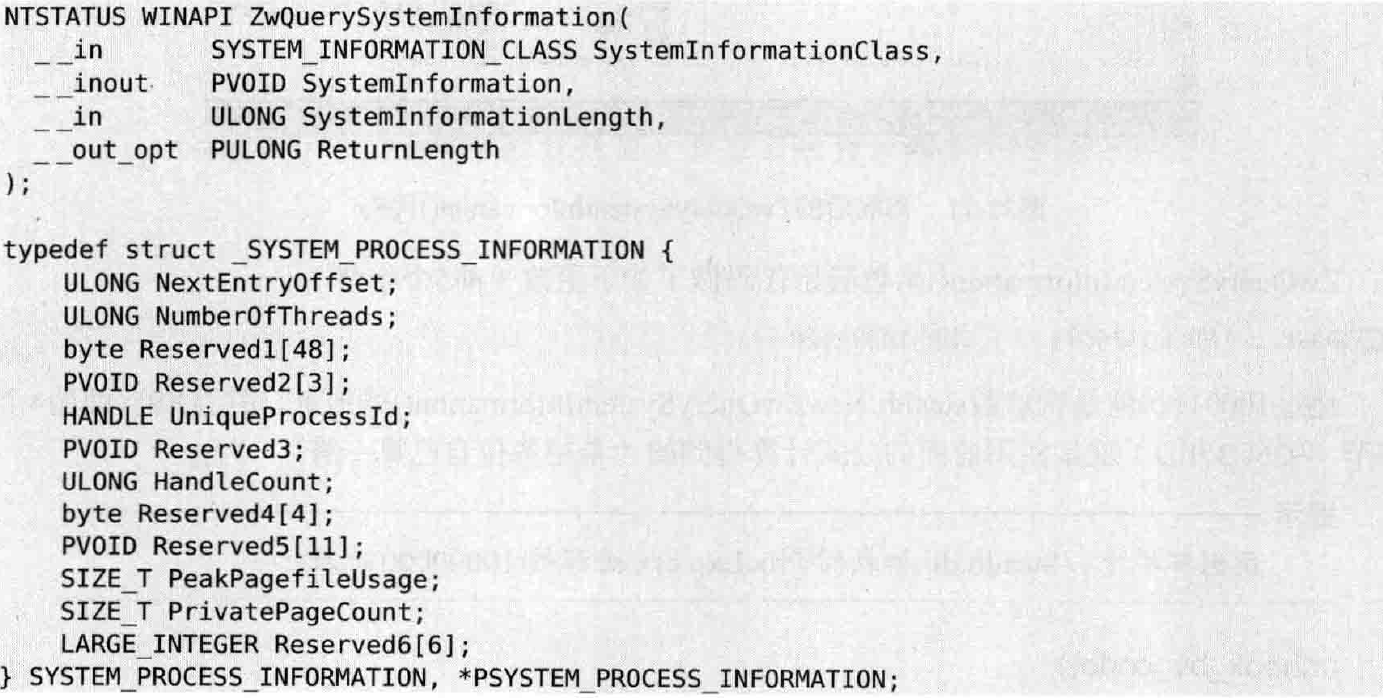 NTSTATUS WINAPI ZwQuerySystemInformation(
__in SYSTEM_INFORMATION_CLASS SystemInformationClass,
__inout PVOID SystemInformation,
__in ULONG SystemInformationLength,
__out_opt PULONG ReturnLength
);
typedef struct _SYSTEM_PROCESS_INFORMATION {
ULONG NextEntryOffset;
ULONG NumberOfThreads;
byte Reserved1[48];
PVOID Reserved2[3];
HANDLE UniqueProcessId;
PVOID Reserved3;
ULONG HandleCount;
byte Reserved4[4];
PVOID Reserved5[11];
SIZE_T PeakPagefileUsage;
SIZE_T PrivatePageCount;
LARGE_INTEGER Reserved6[6];
} SYSTEM_PROCESS_INFORMATION, *PSYSTEM_PROCESS_INFORMATION;